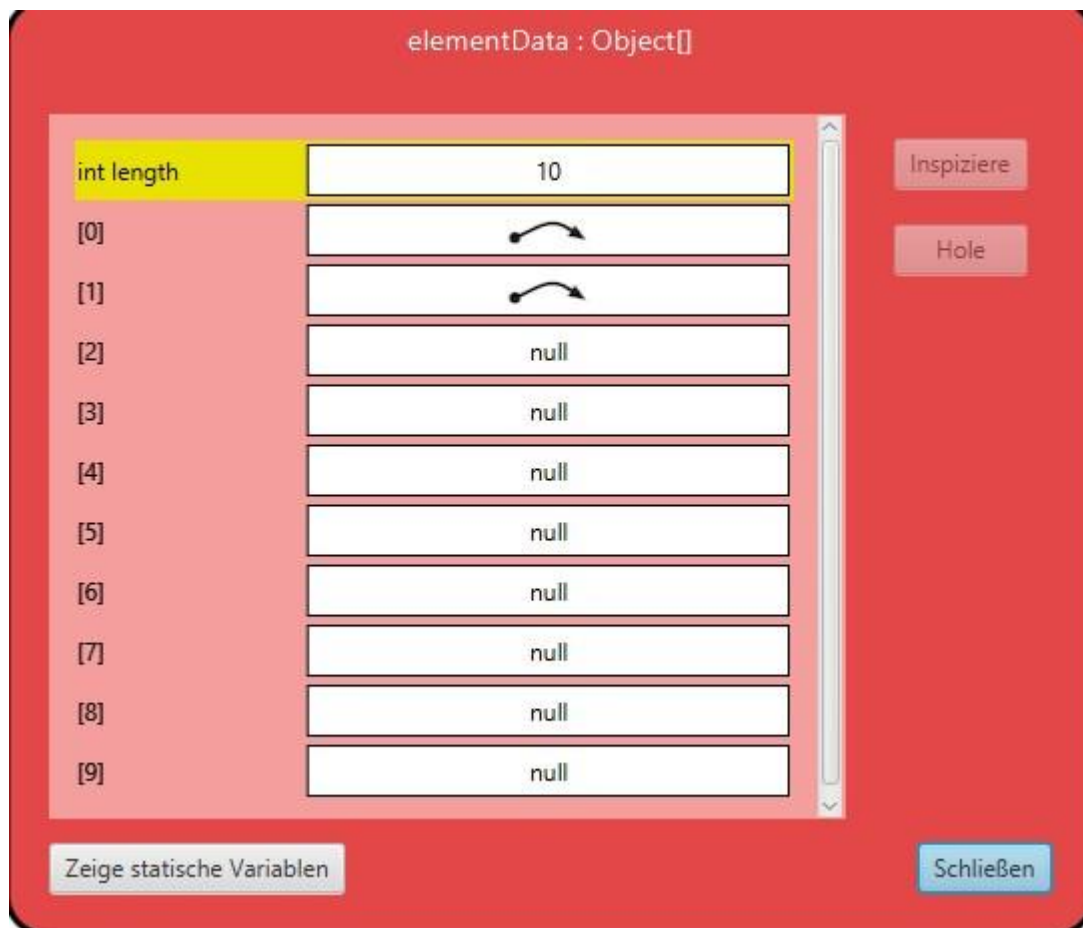 elementData : Object[]
int length 10
Inspiziere
[0]
Hole
[1]
[2] null
[3] null
[4] null
[5] null
[6] null
[7] null
[8] null
[9] null
Zeige statische Variablen
Schließen